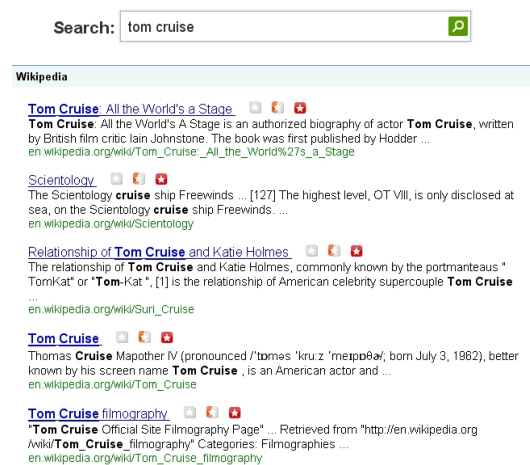 Search: tom cruise
Wikipedia
Tom Cruise: All the World's a Stage
Tom Cruise: All the World's A Stage is an authorized biography of actor Tom Cruise, written
by British film critic Iain Johnstone. The book was first published by Hodder ...
en.wikipedia.org/wiki/Tom_Cruise:_All_the_World%27s_a_Stage
Scientology
The Scientology cruise ship Freewinds ... [127] The highest level, OT VIII, is only disclosed at
sea, on the Scientology cruise ship Freewinds. ...
en.wikipedia.org/wiki/Scientology
Relationship of Tom Cruise and Katie Holmes
The relationship of Tom Cruise and Katie Holmes, commonly known by the portmanteaus "
TomKat" or "Tom-Kat ", [1] is the relationship of American celebrity supercouple Tom Cruise
...
en.wikipedia.org/wiki/Suri_Cruise
Tom Cruise
Thomas Cruise Mapother IV (pronounced /ˈtɒməs ˈkruːz ˈmeɪpɒθər/; born July 3, 1962), better
known by his screen name Tom Cruise , is an American actor and ...
en.wikipedia.org/wiki/Tom_Cruise
Tom Cruise filmography
"Tom Cruise Official Site Filmography Page" ... Retrieved from "http://en.wikipedia.org
/wiki/Tom_Cruise_filmography" Categories: Filmographies ...
en.wikipedia.org/wiki/Tom_Cruise_filmography